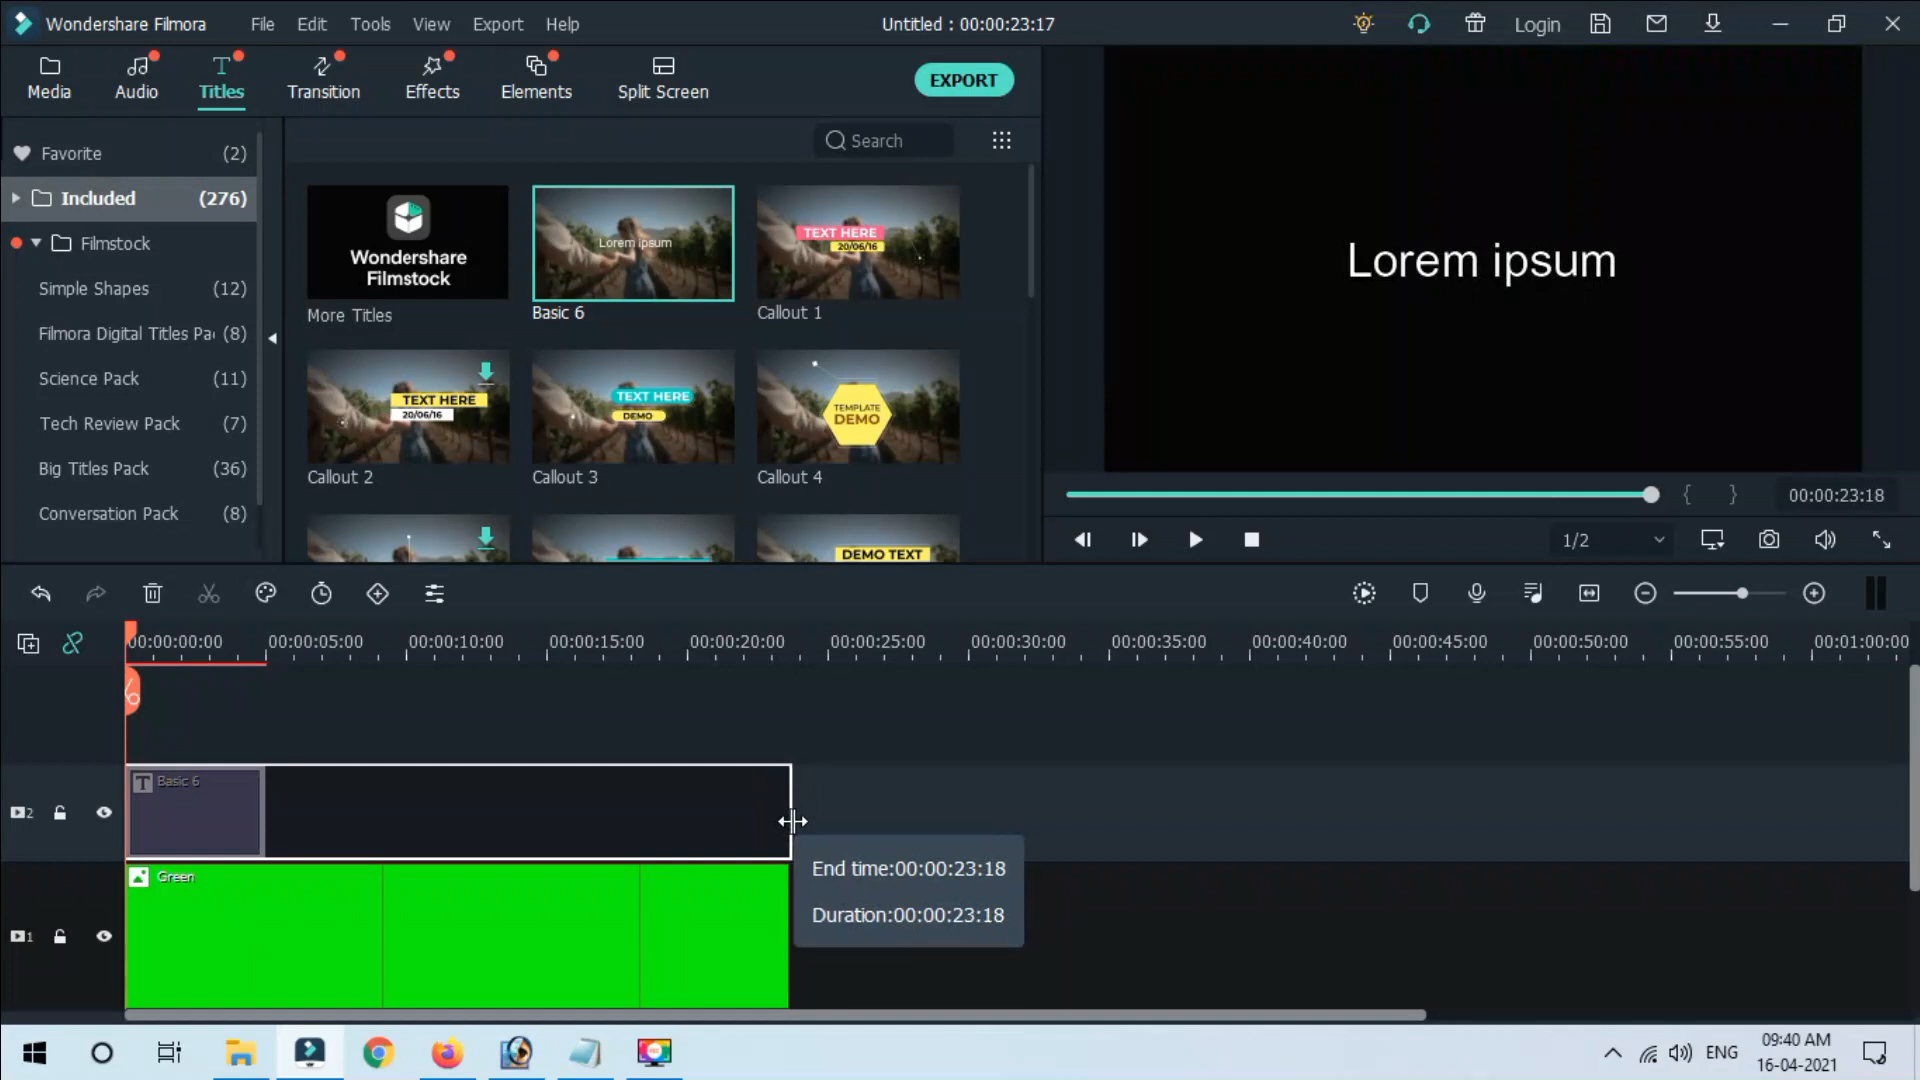 Wondershare Filmora
File Edit Tools View Export Help
Untitled : 00:00:23:17
Login
Media
Audio
Titles
Transition
Effects
Elements
Split Screen
EXPORT
Favorite (2)
Included (276)
Filmstock
Simple Shapes (12)
Filmora Digital Titles Pa (8)
Science Pack (11)
Tech Review Pack (7)
Big Titles Pack (36)
Conversation Pack (8)
Search
Wondershare
Filmstock
More Titles
Lorem ipsum
Basic 6
TEXT HERE
20/06/16
Callout 1
TEXT HERE
20/06/16
Callout 2
TEXT HERE
DEMO
Callout 3
TEMPLATE
DEMO
Callout 4
DEMO TEXT
Lorem ipsum
00:00:23:18
1/2
00:00:00:00 00:00:05:00 00:00:10:00 00:00:15:00 00:00:20:00 00:00:25:00 00:00:30:00 00:00:35:00 00:00:40:00 00:00:45:00 00:00:50:00 00:00:55:00 00:01:00:00
T Basic 6
2
End time:00:00:23:18
Duration:00:00:23:18
Green
1
ENG
09:40 AM
16-04-2021